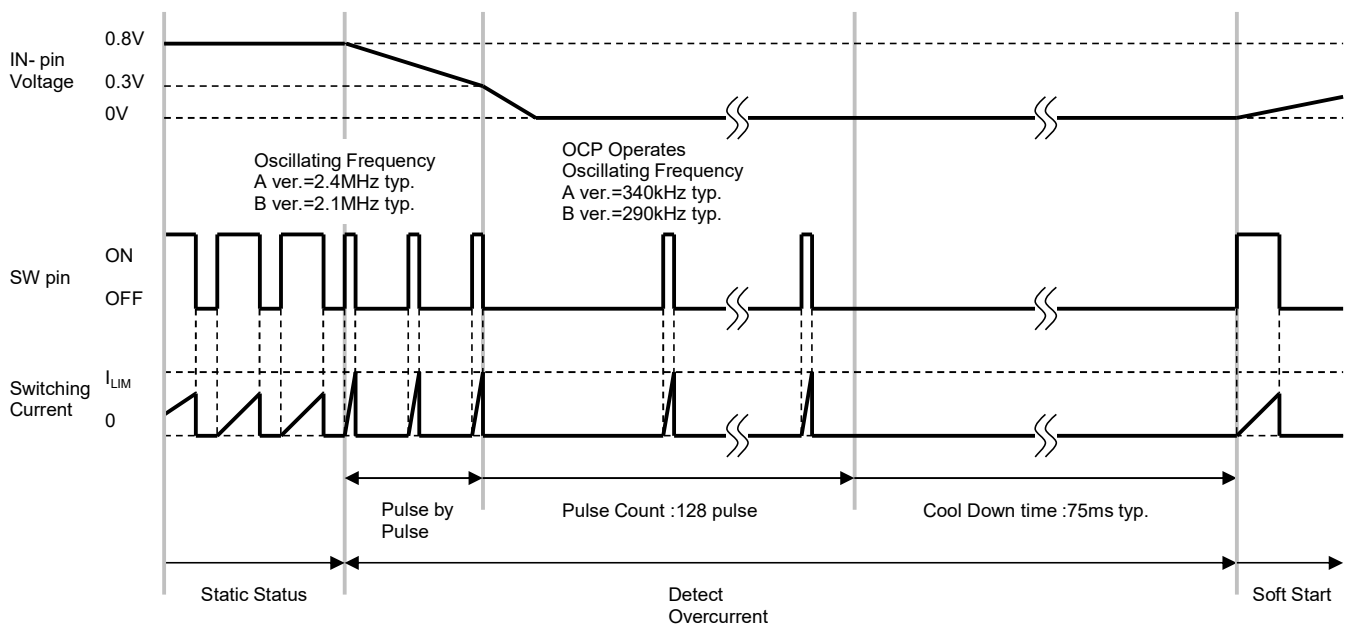 IN- pin
Voltage
0.8V
0.3V
0V
Oscillating Frequency
A ver.=2.4MHz typ.
B ver.=2.1MHz typ.
OCP Operates
Oscillating Frequency
A ver.=340kHz typ.
B ver.=290kHz typ.
SW pin
ON
OFF
Switching
Current
ILIM
0
Pulse by
Pulse
Pulse Count :128 pulse
Cool Down time :75ms typ.
Static Status
Detect
Overcurrent
Soft Start